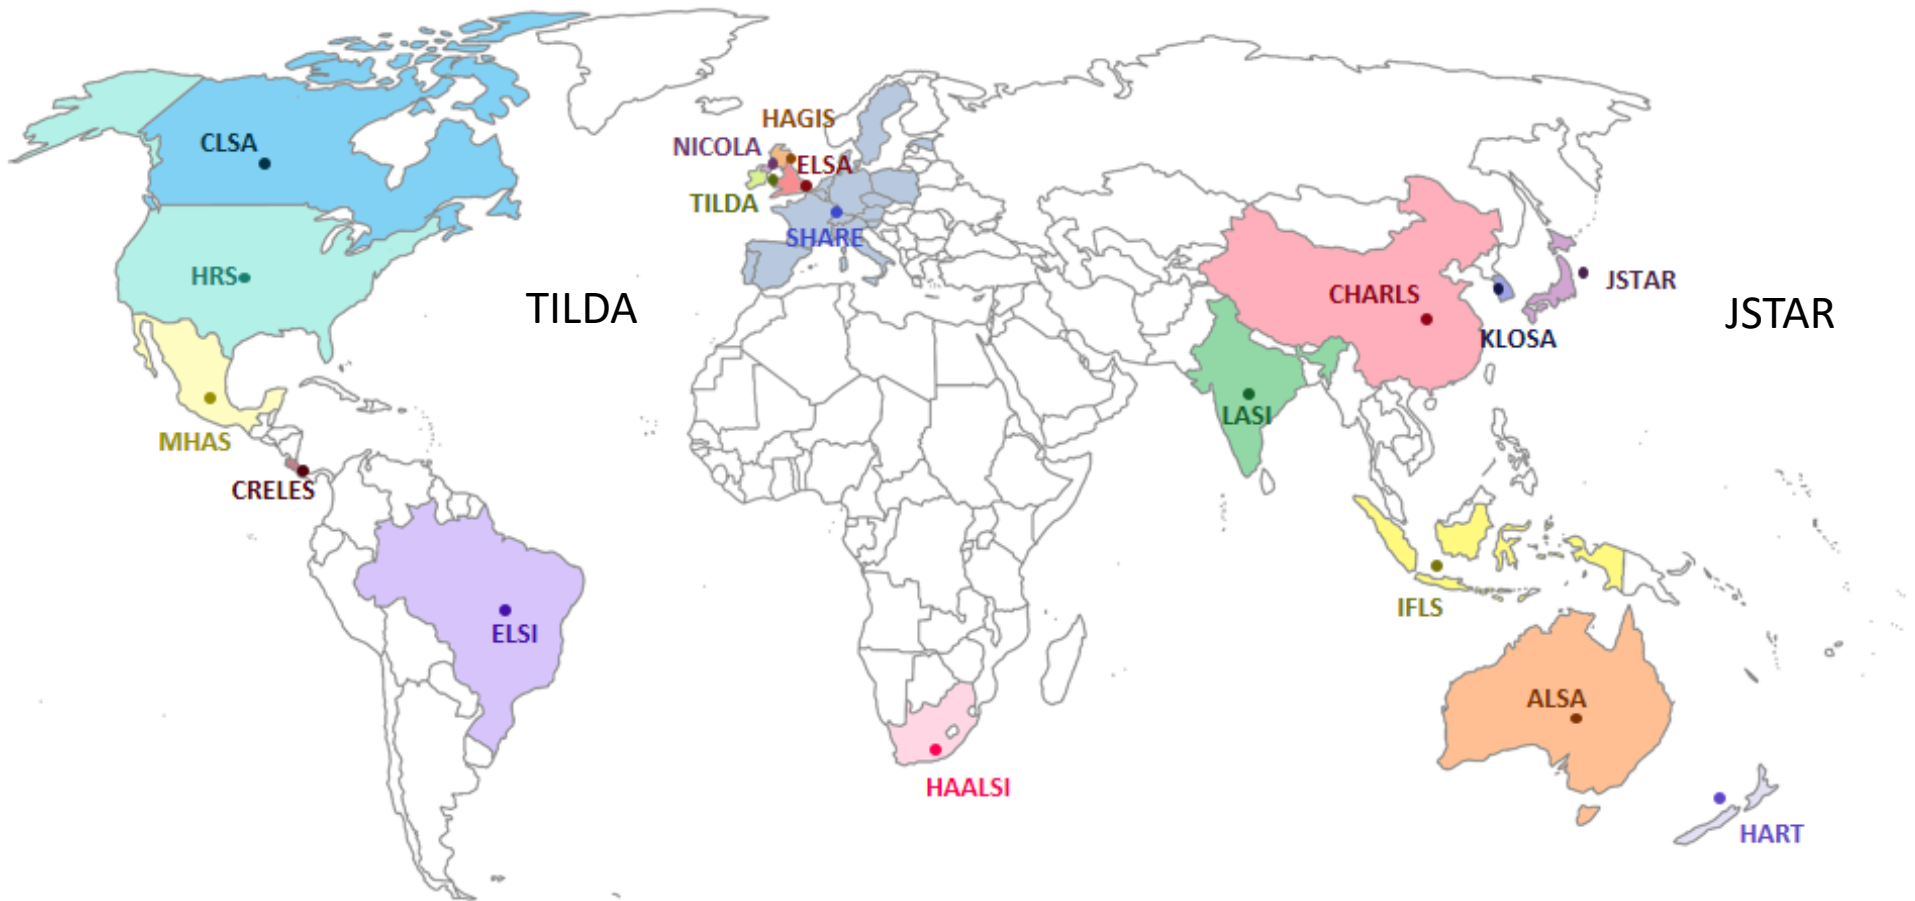 HAGIS
CLSA
NICOLA
ELSA
TILDA
SHARE
HRS
JSTAR
CHARLS
TILDA
JSTAR
KLOSA
LASI
MHAS
CRELES
IFLS
ELSI
ALSA
HAALSI
HART